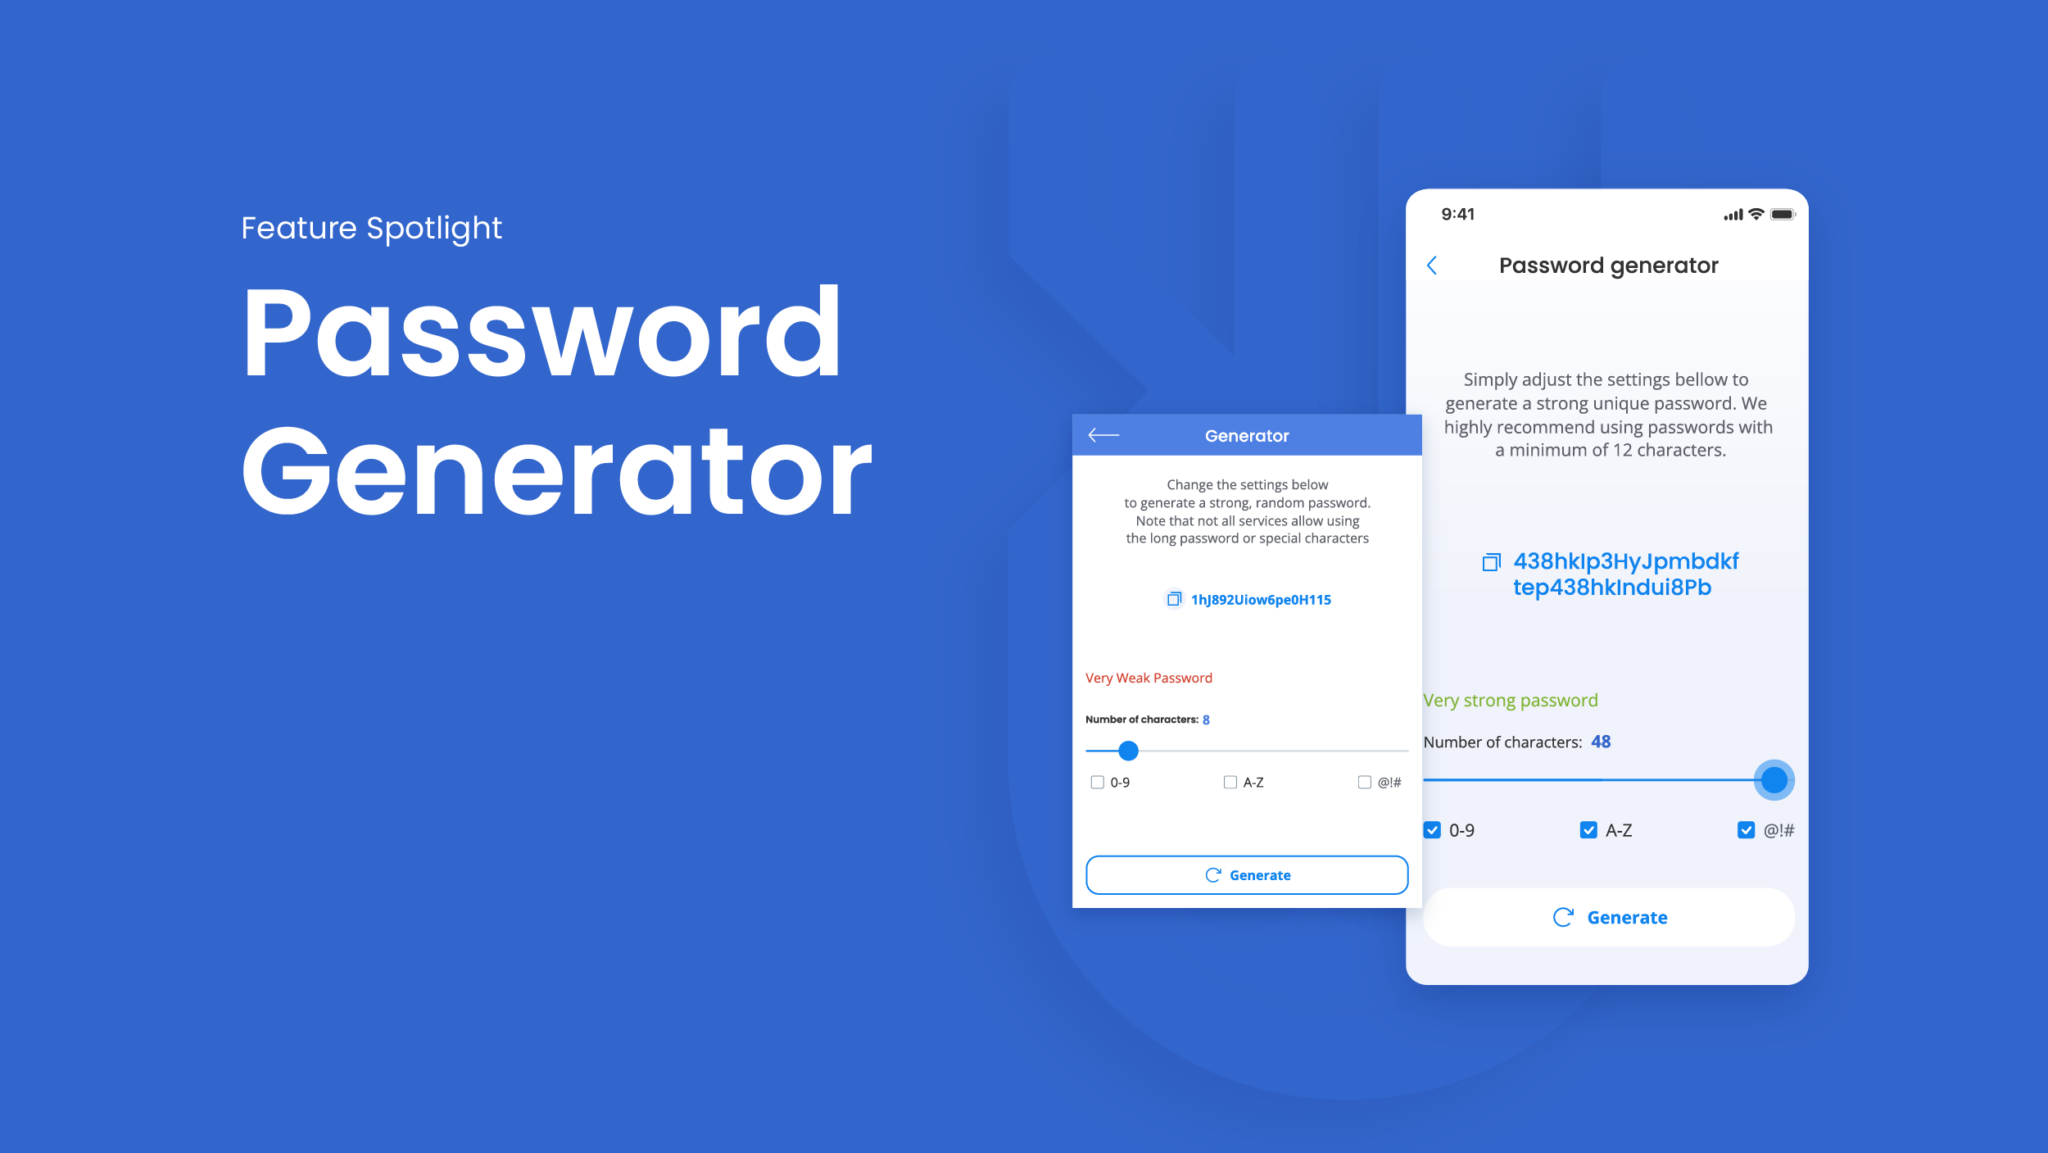 Feature Spotlight
Password
Generator
Generator
Change the settings below
to generate a strong, random password.
Note that not all services allow using
the long password or special characters
1hJ892Uiow6pe0H115
Very Weak Password
Number of characters: 8
0-9 A-Z @!#
Generate
9:41
Password generator
Simply adjust the settings bellow to
generate a strong unique password. We
highly recommend using passwords with
a minimum of 12 characters.
438hkIp3HyJpmbdkf
tep438hkIndui8Pb
Very strong password
Number of characters: 48
0-9 A-Z @!#
Generate